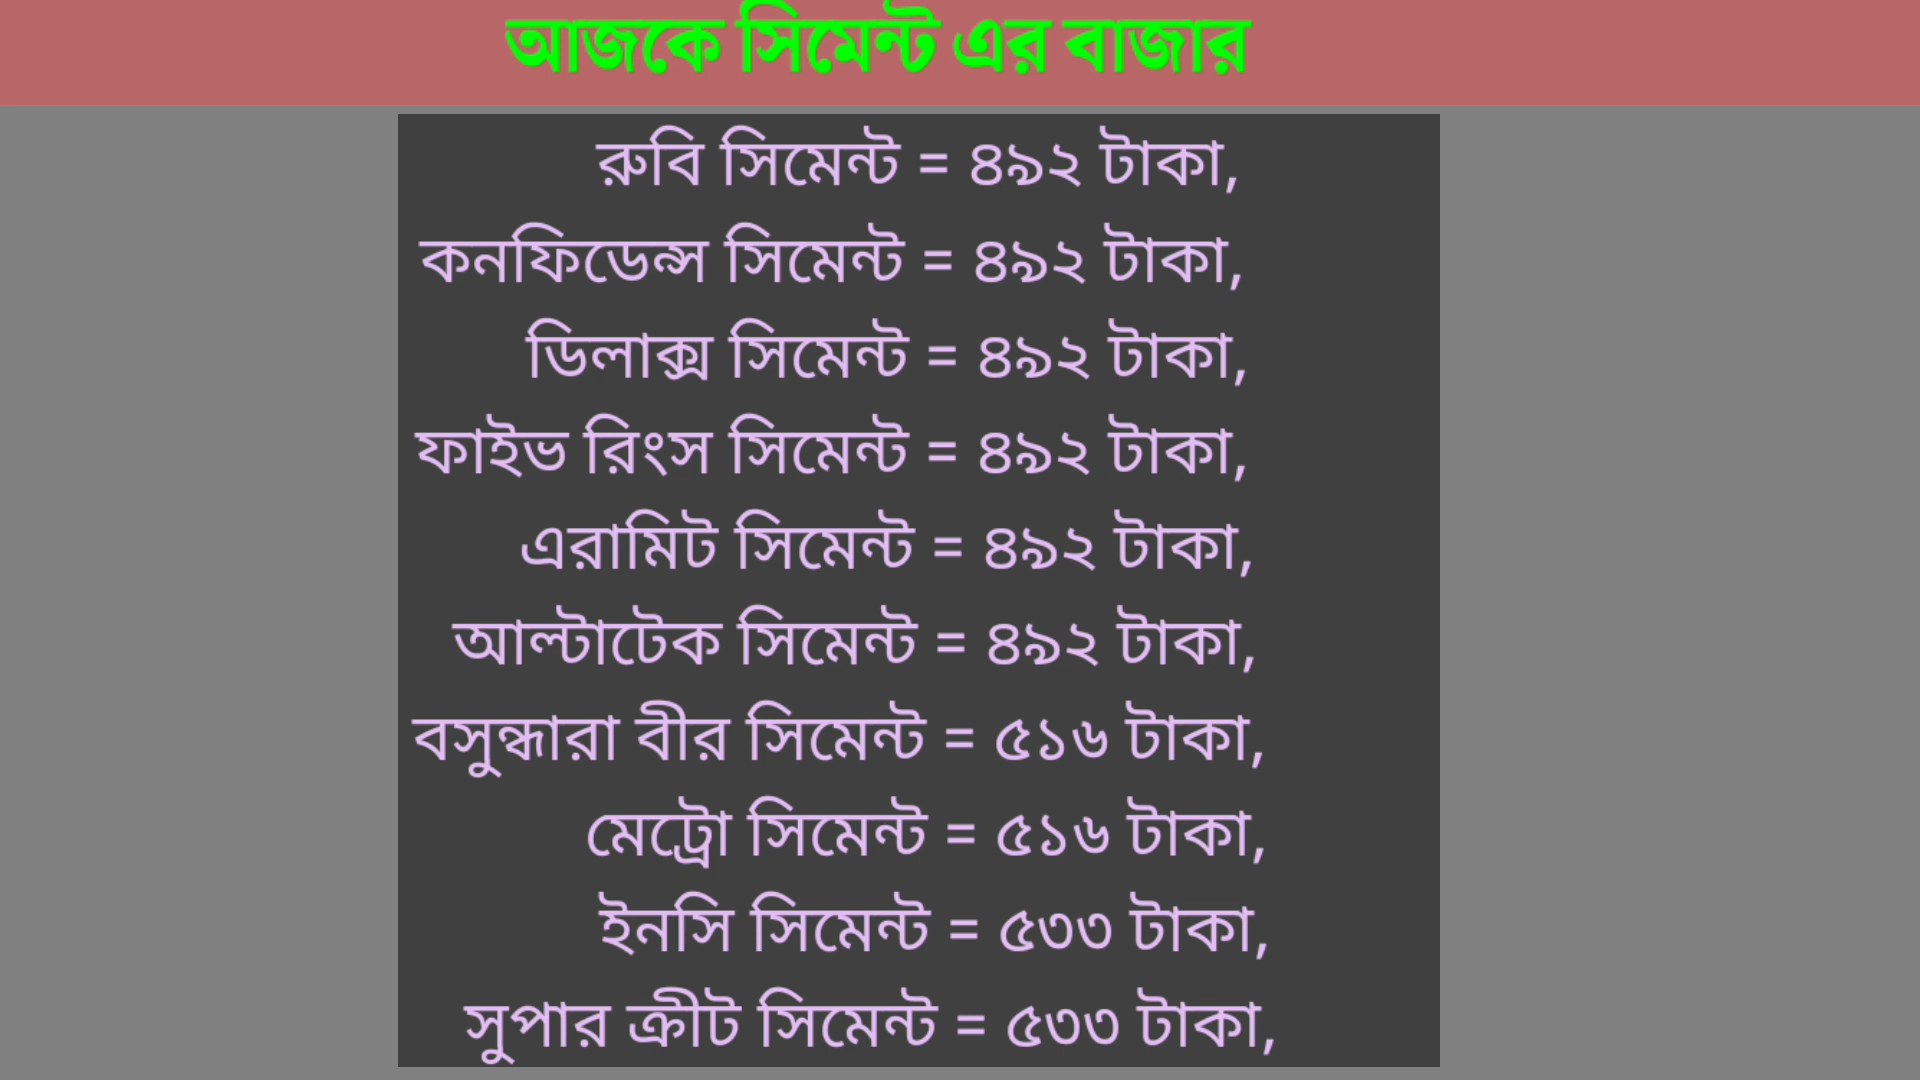 আজকে সিমেন্ট এর বাজার
রুবি সিমেন্ট = ৪৯২ টাকা,
কনফিডেন্স সিমেন্ট = ৪৯২ টাকা,
ডিলাক্স সিমেন্ট = ৪৯২ টাকা,
ফাইভ রিংস সিমেন্ট = ৪৯২ টাকা,
এরামিট সিমেন্ট = ৪৯২ টাকা,
আল্টাটেক সিমেন্ট = ৪৯২ টাকা,
বসুন্ধারা বীর সিমেন্ট = ৫১৬ টাকা,
মেট্রো সিমেন্ট = ৫১৬ টাকা,
ইনসি সিমেন্ট = ৫৩৩ টাকা,
সুপার ক্রীট সিমেন্ট = ৫৩৩ টাকা,